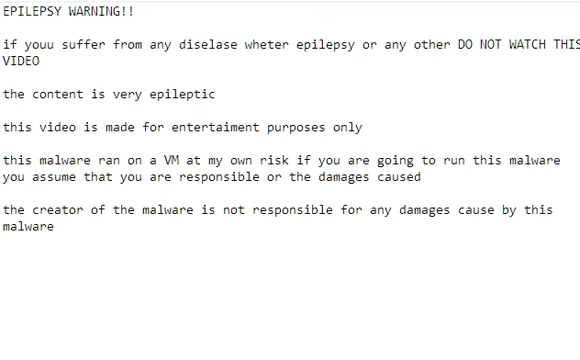 EPILEPSY WARNING!!
if youu suffer from any diselase wheter epilepsy or any other DO NOT WATCH THIS
VIDEO
the content is very epileptic
this video is made for entertaiment purposes only
this malware ran on a VM at my own risk if you are going to run this malware
you assume that you are responsible or the damages caused
the creator of the malware is not responsible for any damages cause by this
malware